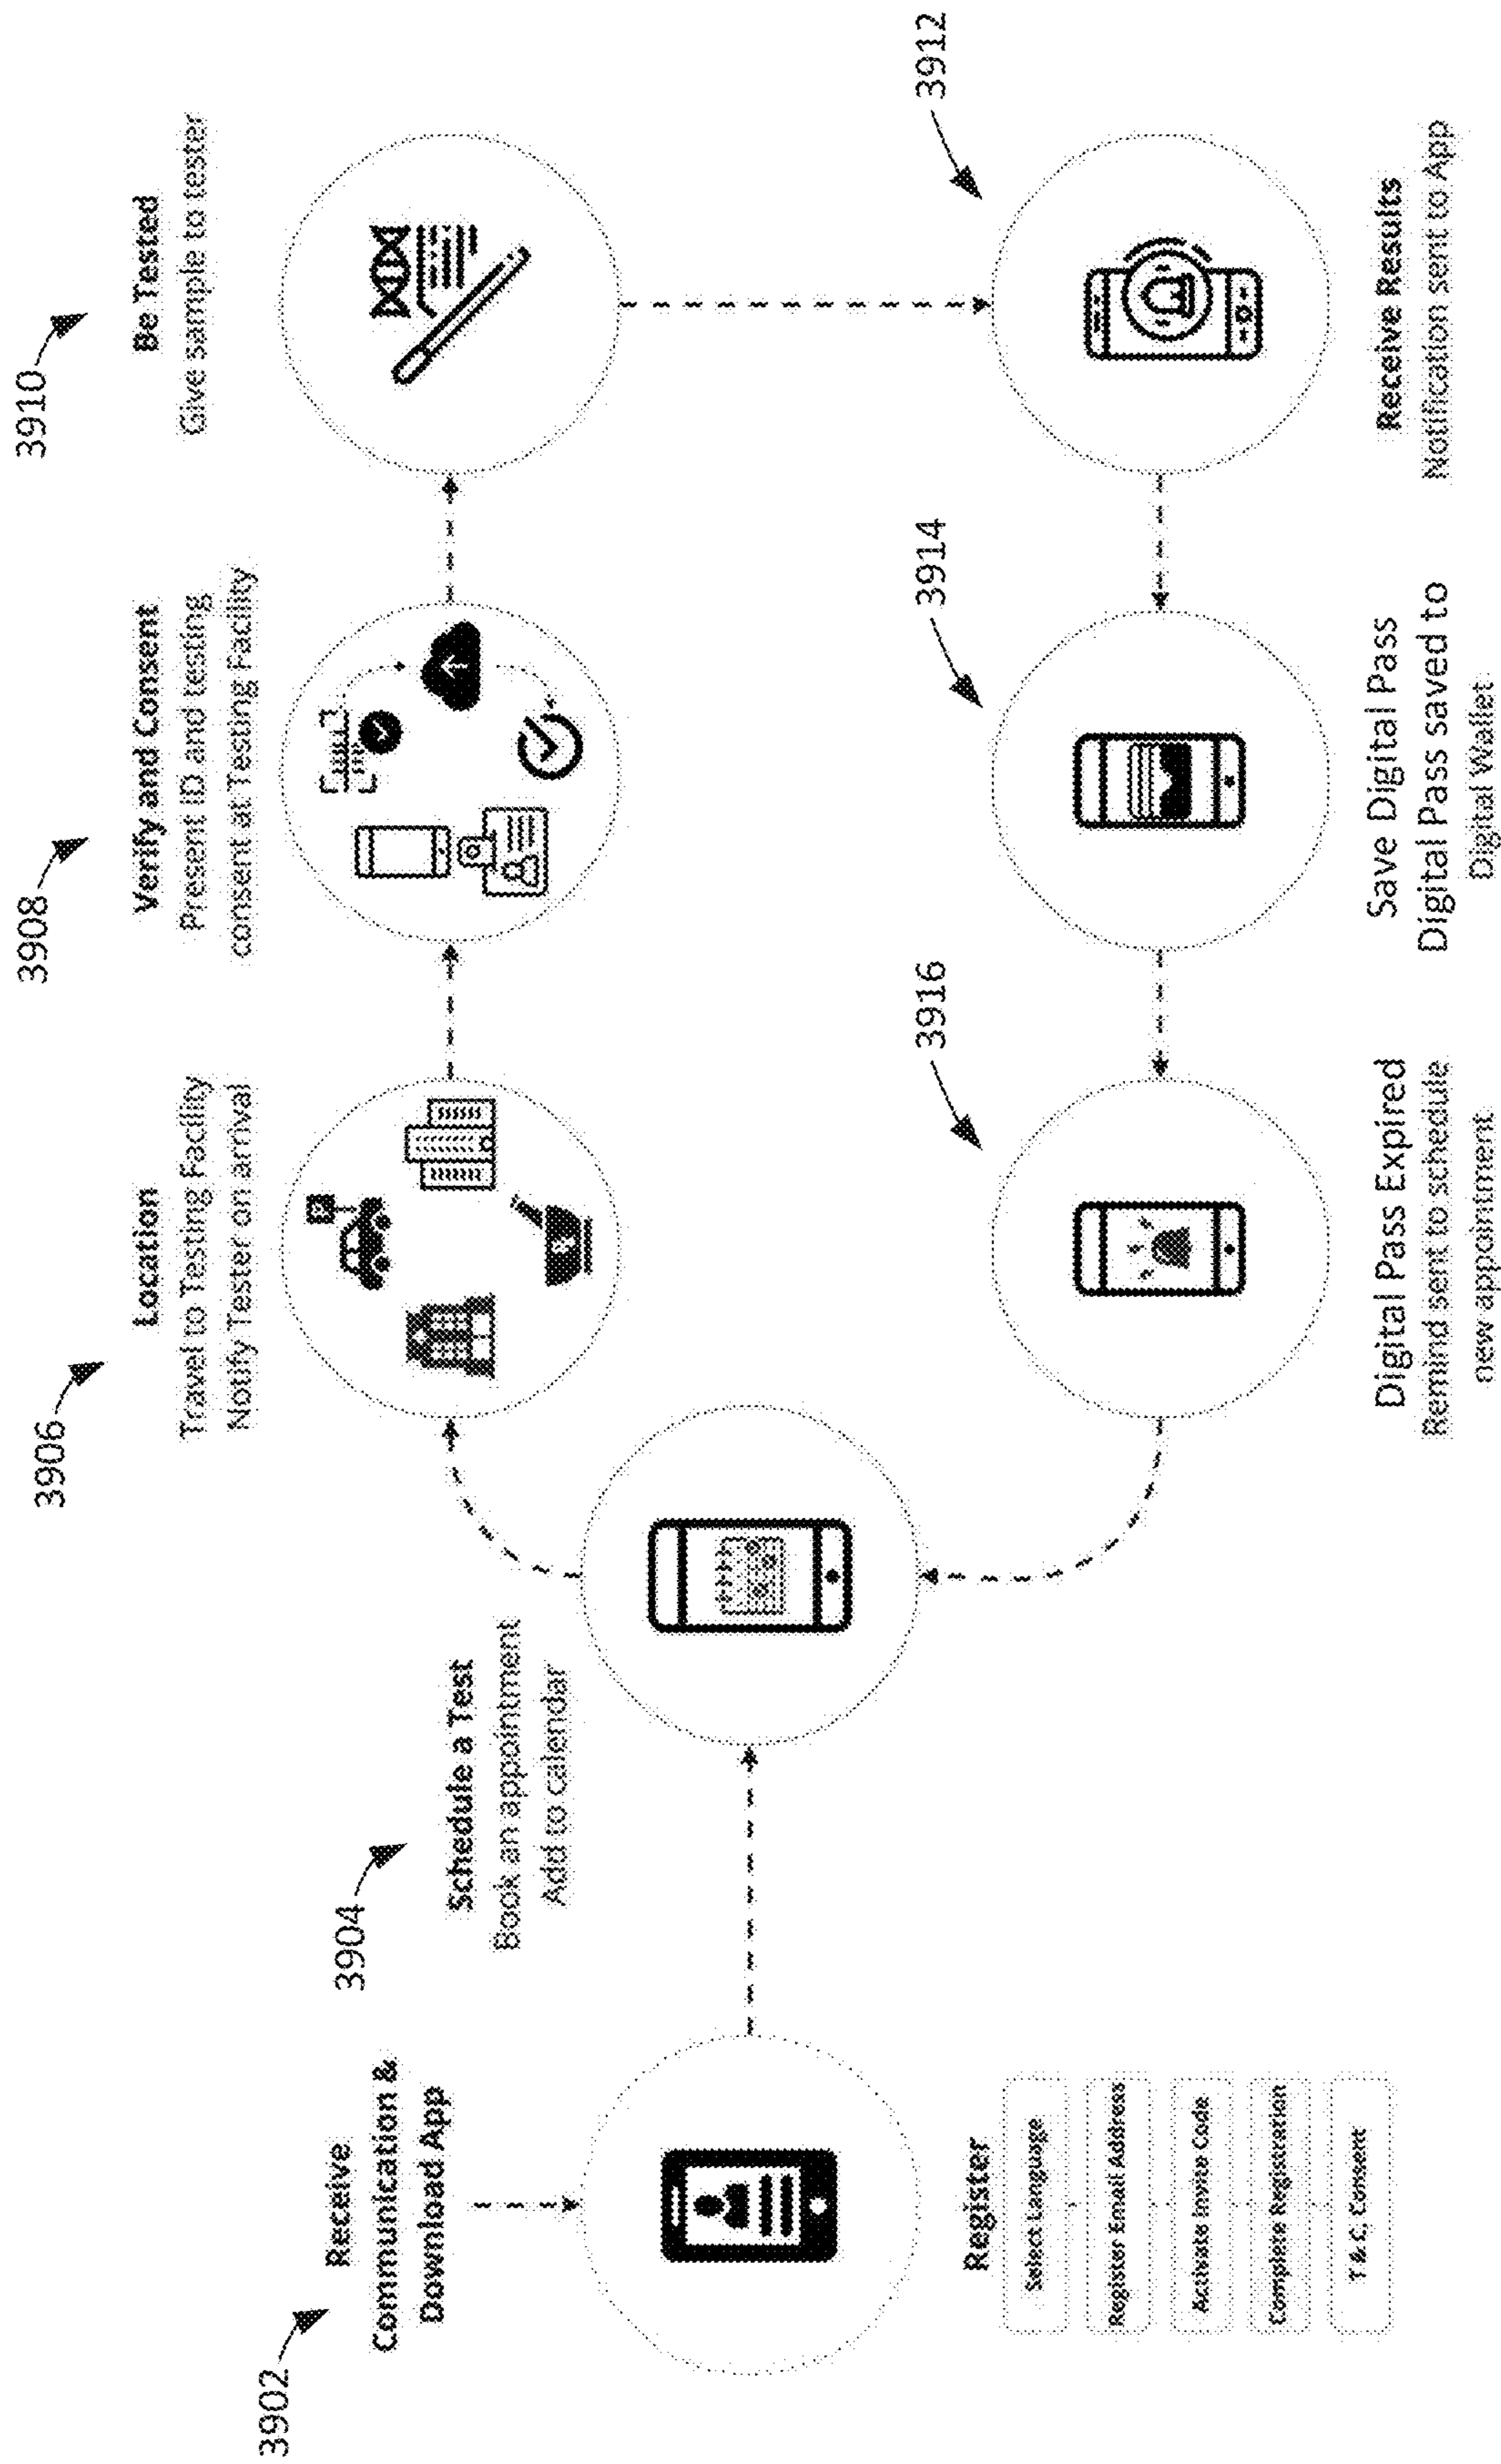 3902
Receive
Communication &
Download App
Register
Select Language
Register Email Address
Activate Invite Code
Complete Registration
T & C, Consent
3904
Schedule a Test
Book an appointment
Add to calendar
3906
Location
Travel to Testing Facility
Notify Tester on arrival
3908
Verify and Consent
Present ID and testing
consent at Testing Facility
3910
Be Tested
Give sample to tester
3912
Receive Results
Notification sent to App
3914
Save Digital Pass
Digital Pass saved to
Digital Wallet
3916
Digital Pass Expired
Remind sent to schedule
new appointment